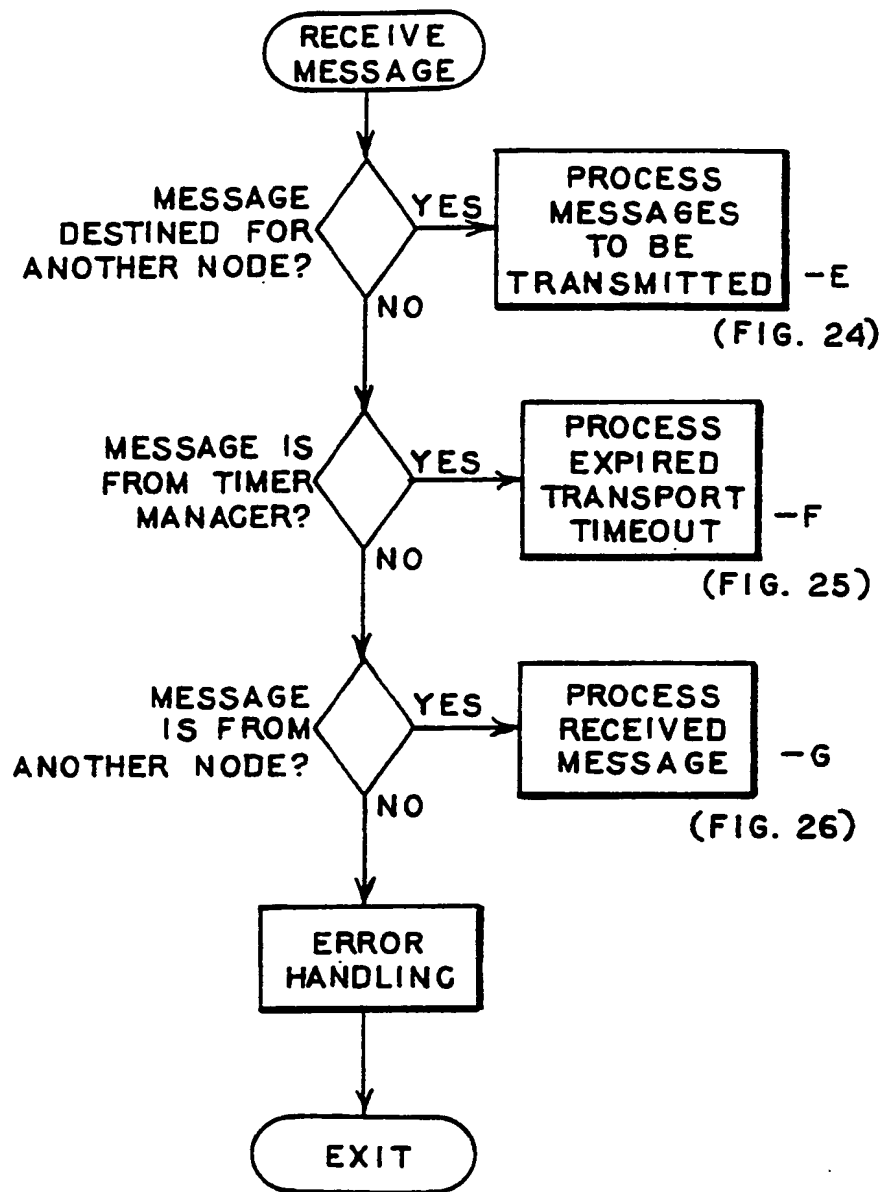 RECEIVE
MESSAGE
MESSAGE
DESTINED FOR
ANOTHER NODE?
YES
PROCESS
MESSAGES
TO BE
TRANSMITTED
-E
(FIG. 24)
NO
MESSAGE IS
FROM TIMER
MANAGER?
YES
PROCESS
EXPIRED
TRANSPORT
TIMEOUT
-F
(FIG. 25)
NO
MESSAGE
IS FROM
ANOTHER NODE?
YES
PROCESS
RECEIVED
MESSAGE
-G
(FIG. 26)
NO
ERROR
HANDLING
EXIT